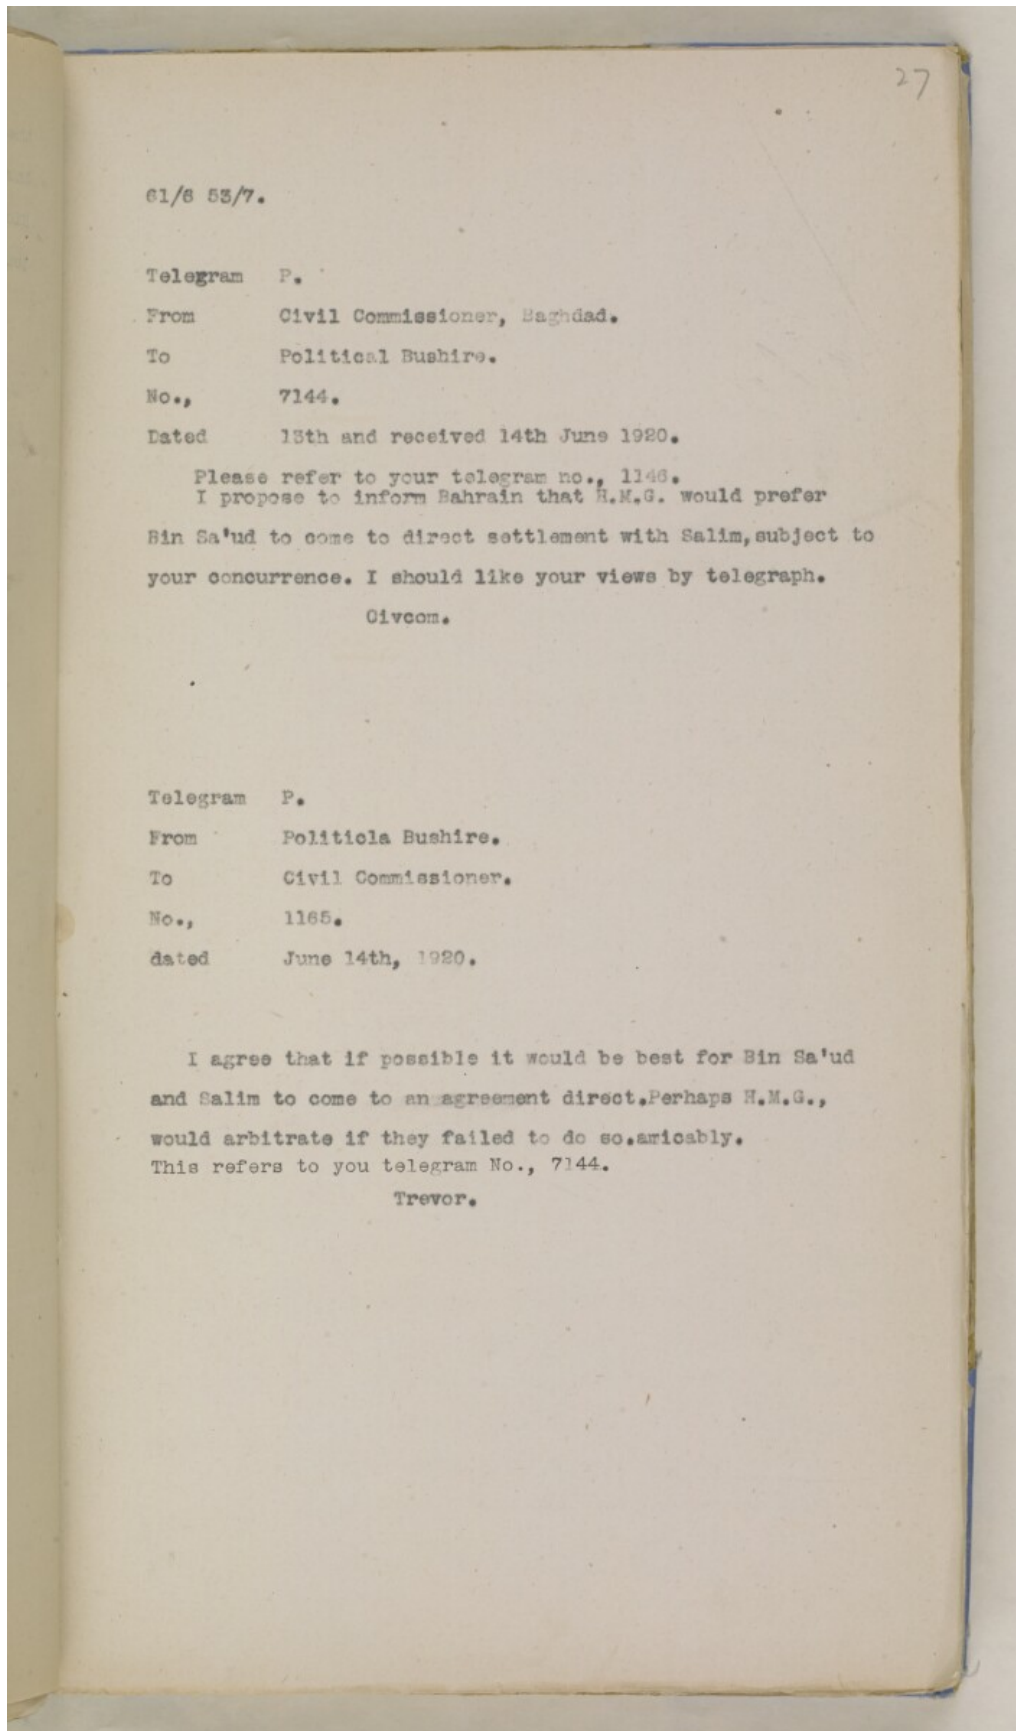 27
61/6 53/7.
Telegram P.
From Civil Commissioner, Baghdad.
To Political Bushire.
No., 7144.
Dated 13th and received 14th June 1920.
Please refer to your telegram no., 1146.
I propose to inform Bahrain that H.M.G. would prefer
Bin Sa'ud to come to direct settlement with Salim,subject to
your concurrence. I should like your views by telegraph.
Civcom.
Telegram P.
From Politicla Bushire.
To Civil Commissioner.
No., 1165.
dated June 14th, 1920.
I agree that if possible it would be best for Bin Sa'ud
and Salim to come to an agreement direct.Perhaps H.M.G.,
would arbitrate if they failed to do so.amicably.
This refers to you telegram No., 7144.
Trevor.